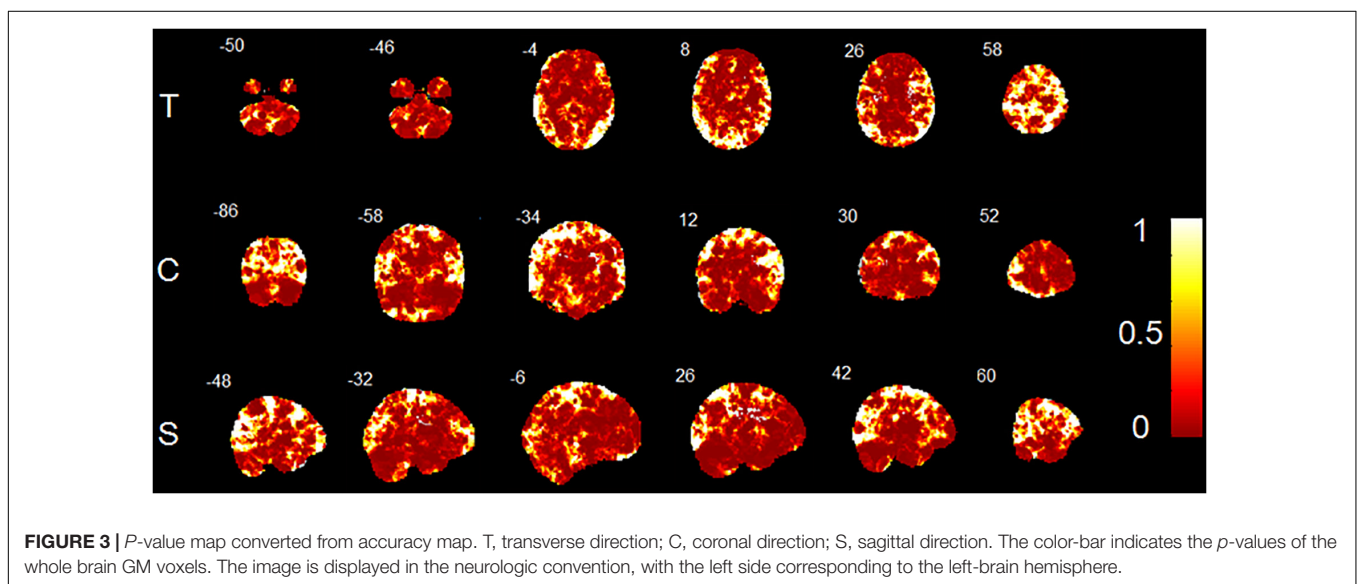 -50 -46 -4 8 26 58
T
-86 -58 -34 12 30 52
C
1
0.5
0
-48 -32 -6 26 42 60
S
FIGURE 3 | P-value map converted from accuracy map. T, transverse direction; C, coronal direction; S, sagittal direction. The color-bar indicates the p-values of the
whole brain GM voxels. The image is displayed in the neurologic convention, with the left side corresponding to the left-brain hemisphere.